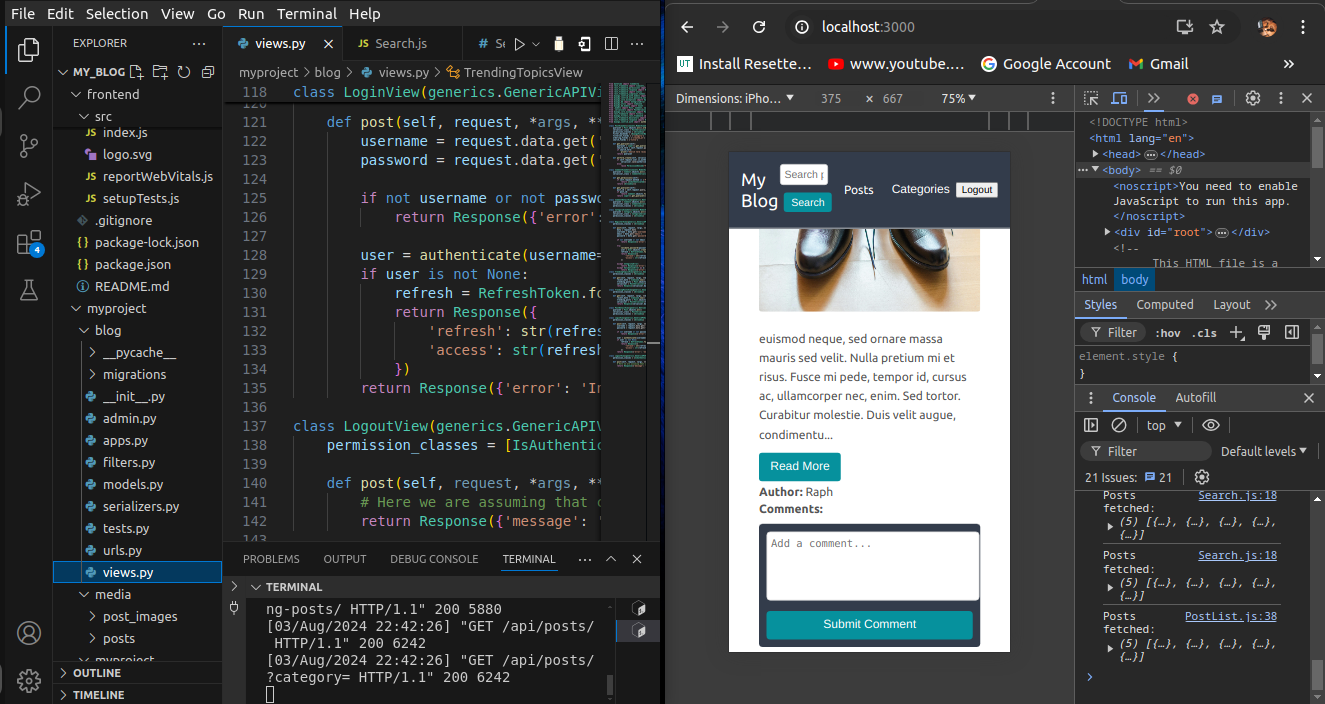 File Edit Selection View Go Run Terminal Help
EXPLORER
MY_BLOG
frontend
src
index.js
logo.svg
reportWebVitals.js
setupTests.js
.gitignore
package-lock.json
package.json
README.md
myproject
blog
__pycache__
migrations
__init__.py
admin.py
apps.py
filters.py
models.py
serializers.py
tests.py
urls.py
views.py
media
post_images
posts
myproject
OUTLINE
TIMELINE
4
views.py
Search.js
myproject > blog > views.py > TrendingTopicsView
118 class LoginView(generics.GenericAPIVi
120
121 def post(self, request, *args, **
122 username = request.data.get('
123 password = request.data.get('
124
125 if not username or not passwo
126 return Response({'error':
127
128 user = authenticate(username=
129 if user is not None:
130 refresh = RefreshToken.fo
131 return Response({
132 'refresh': str(refres
133 'access': str(refresh
134 })
135 return Response({'error': 'In
136
137 class LogoutView(generics.GenericAPIV
138 permission_classes = [IsAuthentic
139
140 def post(self, request, *args, **
141 # Here we are assuming that c
142 return Response({'message': '
143
PROBLEMS OUTPUT DEBUG CONSOLE TERMINAL
TERMINAL
ng-posts/ HTTP/1.1" 200 5880
[03/Aug/2024 22:42:26] "GET /api/posts/
HTTP/1.1" 200 6242
[03/Aug/2024 22:42:26] "GET /api/posts/
?category= HTTP/1.1" 200 6242
localhost:3000
UT Install Resette... www.youtube.... Google Account Gmail
Dimensions: iPho... 375 × 667 75%
My Blog
Search p
Search
Posts
Categories
Logout
euismod neque, sed ornare massa
mauris sed velit. Nulla pretium mi et
risus. Fusce mi pede, tempor id, cursus
ac, ullamcorper nec, enim. Sed tortor.
Curabitur molestie. Duis velit augue,
condimentu...
Read More
Author: Raph
Comments:
Add a comment...
Submit Comment
<!DOCTYPE html>
<html lang="en">
<head> </head>
<body> == $0
<noscript>You need to enable
JavaScript to run this app.
</noscript>
<div id="root"> </div>
<!--
This HTML file is a
html body
Styles Computed Layout
Filter :hov .cls
element.style {
}
Console Autofill
top
Filter Default levels
21 Issues: 21
Posts Search.js:18
fetched:
(5) [{…}, {…}, {…}, {…},
{…}]
Posts Search.js:18
fetched:
(5) [{…}, {…}, {…}, {…},
{…}]
Posts PostList.js:38
fetched:
(5) [{…}, {…}, {…}, {…},
{…}]